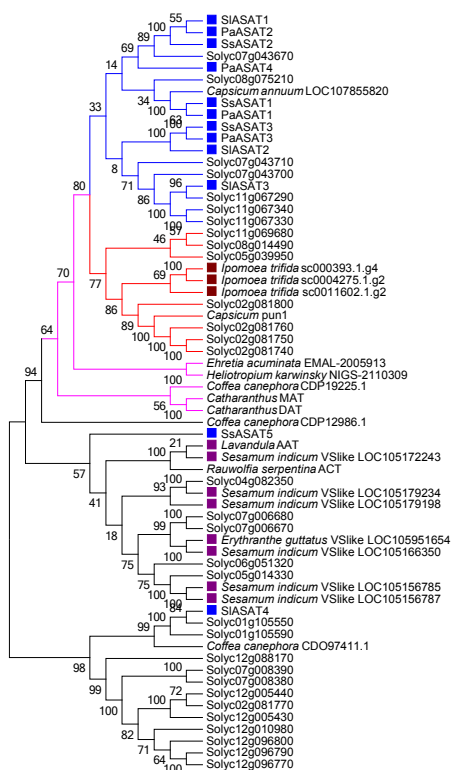 SlASAT1
PaASAT2
SsASAT2
Solyc07g043670
PaASAT4
Solyc08g075210
Capsicum annuum LOC107855820
SsASAT1
PaASAT1
SsASAT3
PaASAT3
SlASAT2
Solyc07g043710
Solyc07g043700
SlASAT3
Solyc11g067290
Solyc11g067340
Solyc11g067330
Solyc11g069680
Solyc08g014490
Solyc05g039950
Ipomoea trifida sc000393.1.g4
Ipomoea trifida sc0004275.1.g2
Ipomoea trifida sc0011602.1.g2
Solyc02g081800
Capsicum pun1
Solyc02g081760
Solyc02g081750
Solyc02g081740
Ehretia acuminata EMAL-2005913
Heliotropium karwinsky NIGS-2110309
Coffea canephora CDP19225.1
Catharanthus MAT
Catharanthus DAT
Coffea canephora CDP12986.1
SsASAT5
Lavandula AAT
Sesamum indicum VSlike LOC105172243
Rauwolfia serpentina ACT
Solyc04g082350
Sesamum indicum VSlike LOC105179234
Sesamum indicum VSlike LOC105179198
Solyc07g006680
Solyc07g006670
Erythranthe guttatus VSlike LOC105951654
Sesamum indicum VSlike LOC105166350
Solyc06g051320
Solyc05g014330
Sesamum indicum VSlike LOC105156785
Sesamum indicum VSlike LOC105156787
SlASAT4
Solyc01g105550
Solyc01g105590
Coffea canephora CDO97411.1
Solyc12g088170
Solyc07g008390
Solyc07g008380
Solyc12g005440
Solyc02g081770
Solyc12g005430
Solyc12g010980
Solyc12g096800
Solyc12g096790
Solyc12g096770
55
100
89
69
14
100
34
100
63
100
100
33
8
71
86
96
100
100
80
57
46
77
100
69
86
89
100
100
70
64
100
56
100
94
21
100
57
93
100
41
99
100
18
75
100
75
100
100
84
100
99
98
100
99
72
100
100
82
71
64
100